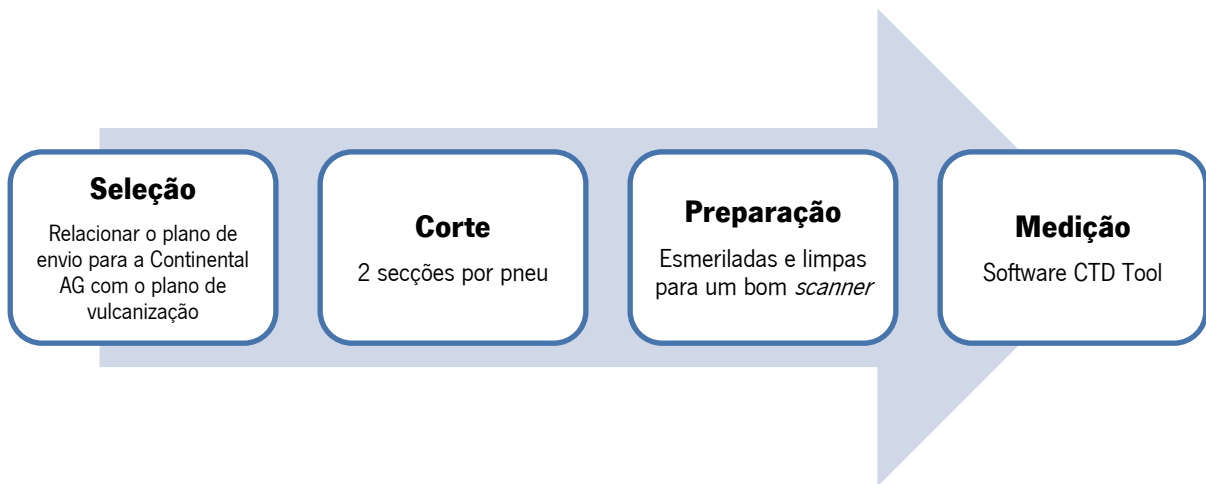 Seleção
Relacionar o plano de
envio para a Continental
AG com o plano de
vulcanização
Corte
2 secções por pneu
Preparação
Esmeriladas e limpas
para um bom scanner
Medição
Software CTD Tool